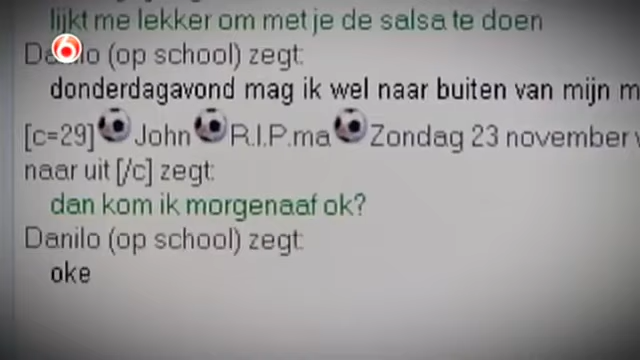 lijkt me lekker om met je de salsa te doen
Danilo (op school) zegt:
donderdagavond mag ik wel naar buiten van mijn m
[c=29] John R.I.P.ma Zondag 23 november
naar uit [/c] zegt:
dan kom ik morgenaaf ok?
Danilo (op school) zegt:
oke
6